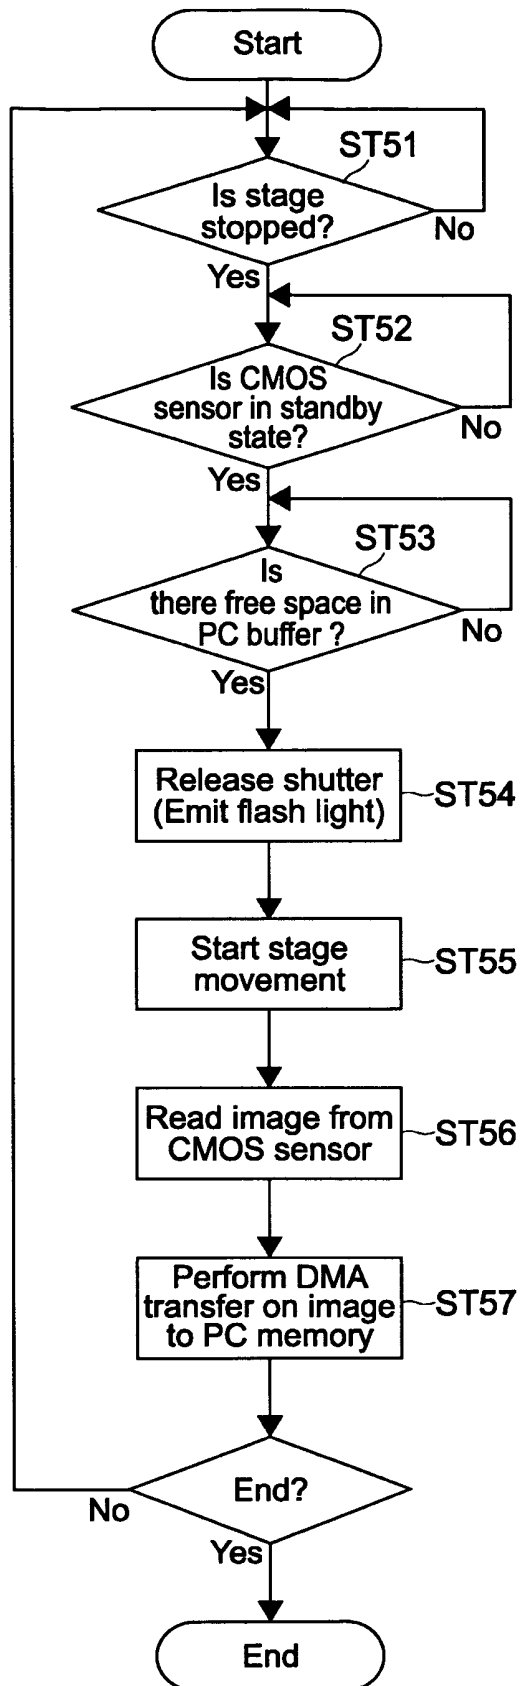 Start
ST51
Is stage
stopped?
No
Yes
ST52
Is CMOS
sensor in standby
state?
No
Yes
ST53
Is
there free space in
PC buffer ?
No
Yes
Release shutter
(Emit flash light)
ST54
Start stage
movement
ST55
Read image from
CMOS sensor
ST56
Perform DMA
transfer on image
to PC memory
ST57
End?
No
Yes
End